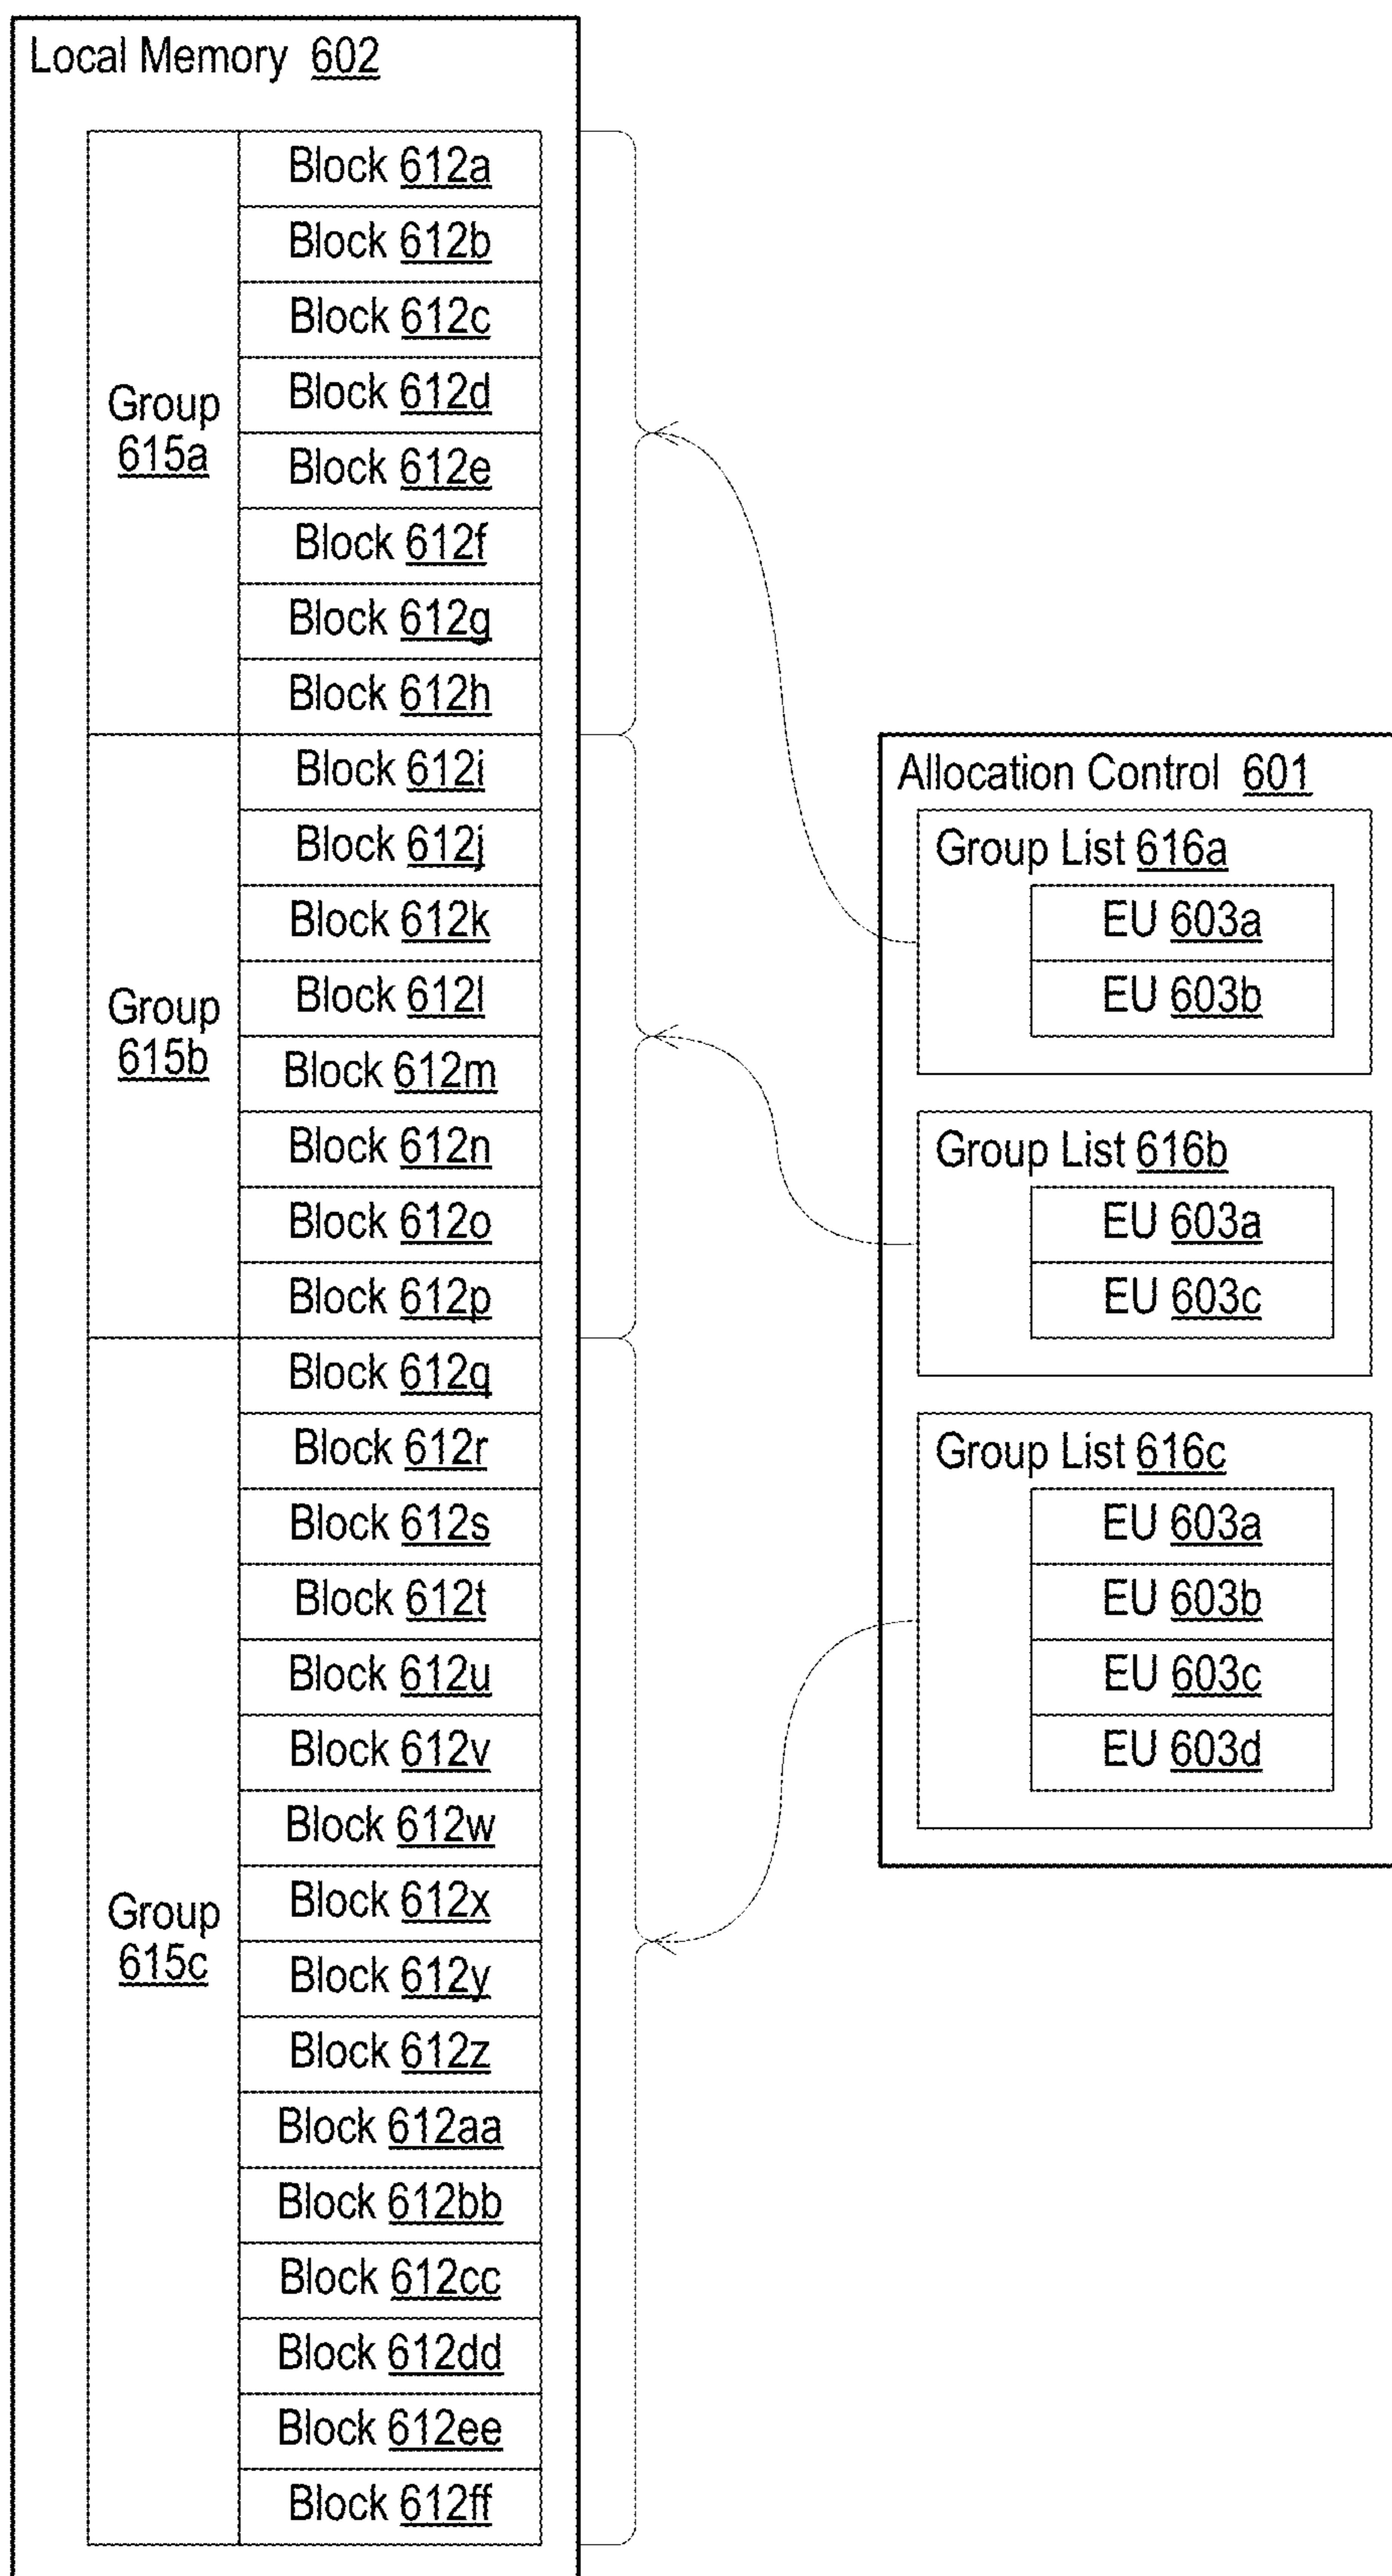 Local Memory 602
Group
615a
Block 612a
Block 612b
Block 612c
Block 612d
Block 612e
Block 612f
Block 612g
Block 612h
Group
615b
Block 612i
Block 612j
Block 612k
Block 612l
Block 612m
Block 612n
Block 612o
Block 612p
Group
615c
Block 612q
Block 612r
Block 612s
Block 612t
Block 612u
Block 612v
Block 612w
Block 612x
Block 612y
Block 612z
Block 612aa
Block 612bb
Block 612cc
Block 612dd
Block 612ee
Block 612ff
Allocation Control 601
Group List 616a
EU 603a
EU 603b
Group List 616b
EU 603a
EU 603c
Group List 616c
EU 603a
EU 603b
EU 603c
EU 603d